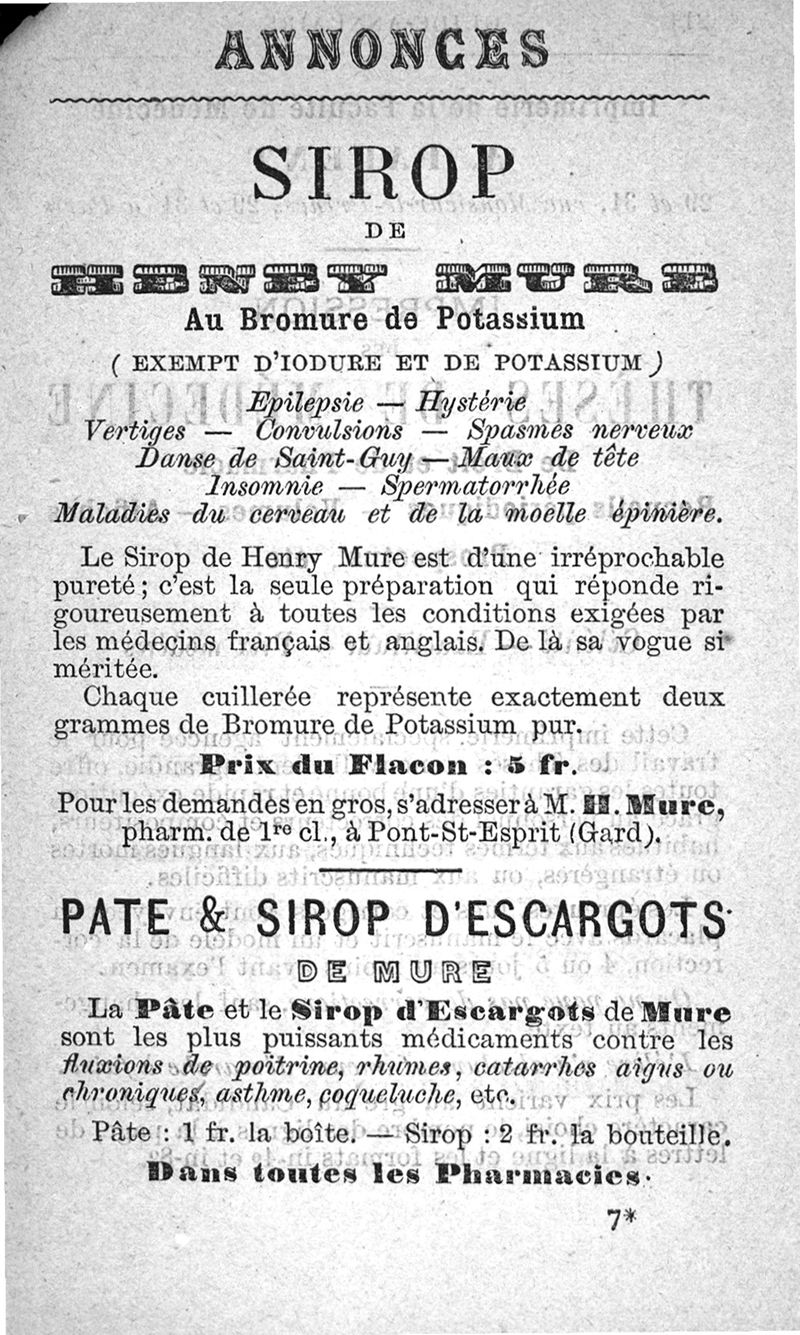 ANNONCES
SIROP
DE
HENRY MURE
Au Bromure de Potassium
( EXEMPT D'IODURE ET DE POTASSIUM )
Epilepsie — Hystérie
Vertiges — Convulsions — Spasmes nerveux
Danse de Saint-Guy — Maux de tête
Insomnie — Spermatorrhée
Maladies du cerveau et de la moelle épinière.
Le Sirop de Henry Mure est d'une irréprochable
pureté ; c'est la seule préparation qui réponde ri-
goureusement à toutes les conditions exigées par
les médecins français et anglais. De là sa vogue si
méritée.
Chaque cuillerée représente exactement deux
grammes de Bromure de Potassium pur.
Prix du Flacon : 5 fr.
Pour les demandes en gros, s'adresser à M. H. Mure,
pharm. de 1re cl., à Pont-St-Esprit (Gard).
PATE & SIROP D'ESCARGOTS
DE MURE
La Pâte et le Sirop d'Escargots de Mure
sont les plus puissants médicaments contre les
fluxions de poitrine, rhumes, catarrhes aigus ou
chroniques, asthme, coqueluche, etc.
Pâte : 1 fr. la boîte. — Sirop : 2 fr. la bouteille.
Dans toutes les Pharmacies.
7*